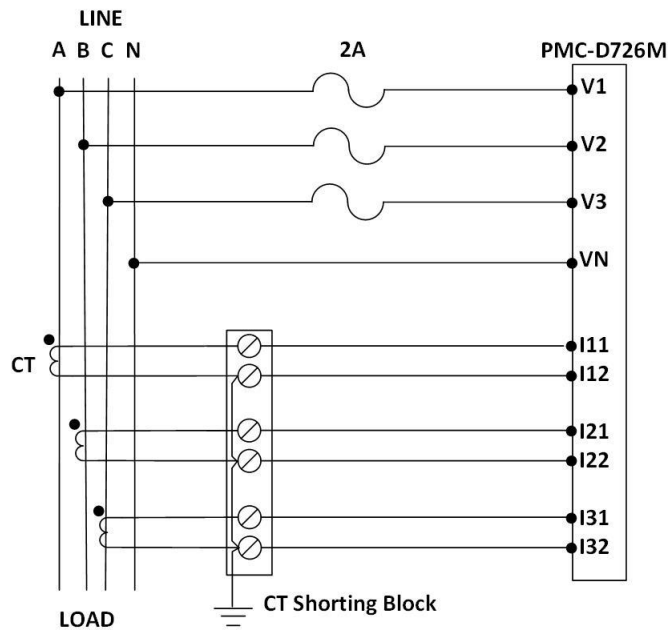 LINE
A B C N 2A PMC-D726M
V1
V2
V3
VN
I11
CT I12
I21
I22
I31
I32
CT Shorting Block
LOAD